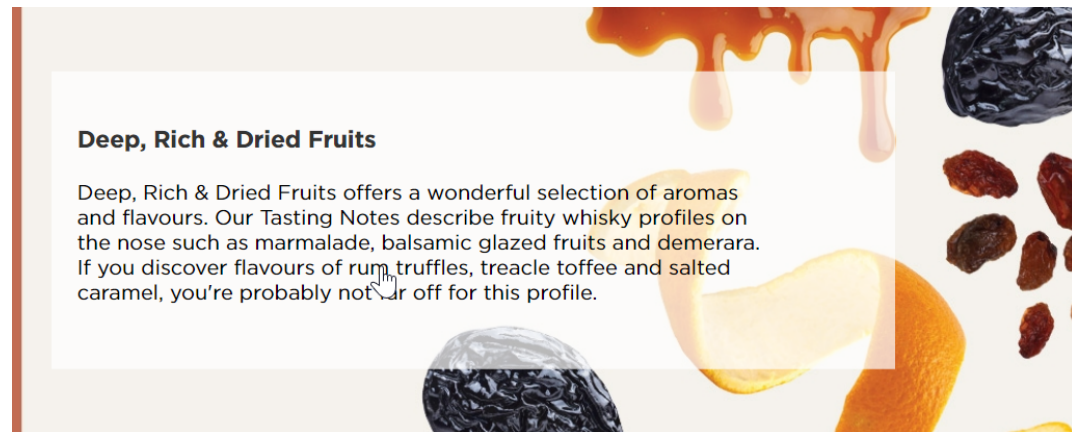 Deep, Rich & Dried Fruits
Deep, Rich & Dried Fruits offers a wonderful selection of aromas
and flavours. Our Tasting Notes describe fruity whisky profiles on
the nose such as marmalade, balsamic glazed fruits and demerara.
If you discover flavours of rum truffles, treacle toffee and salted
caramel, you're probably not far off for this profile.